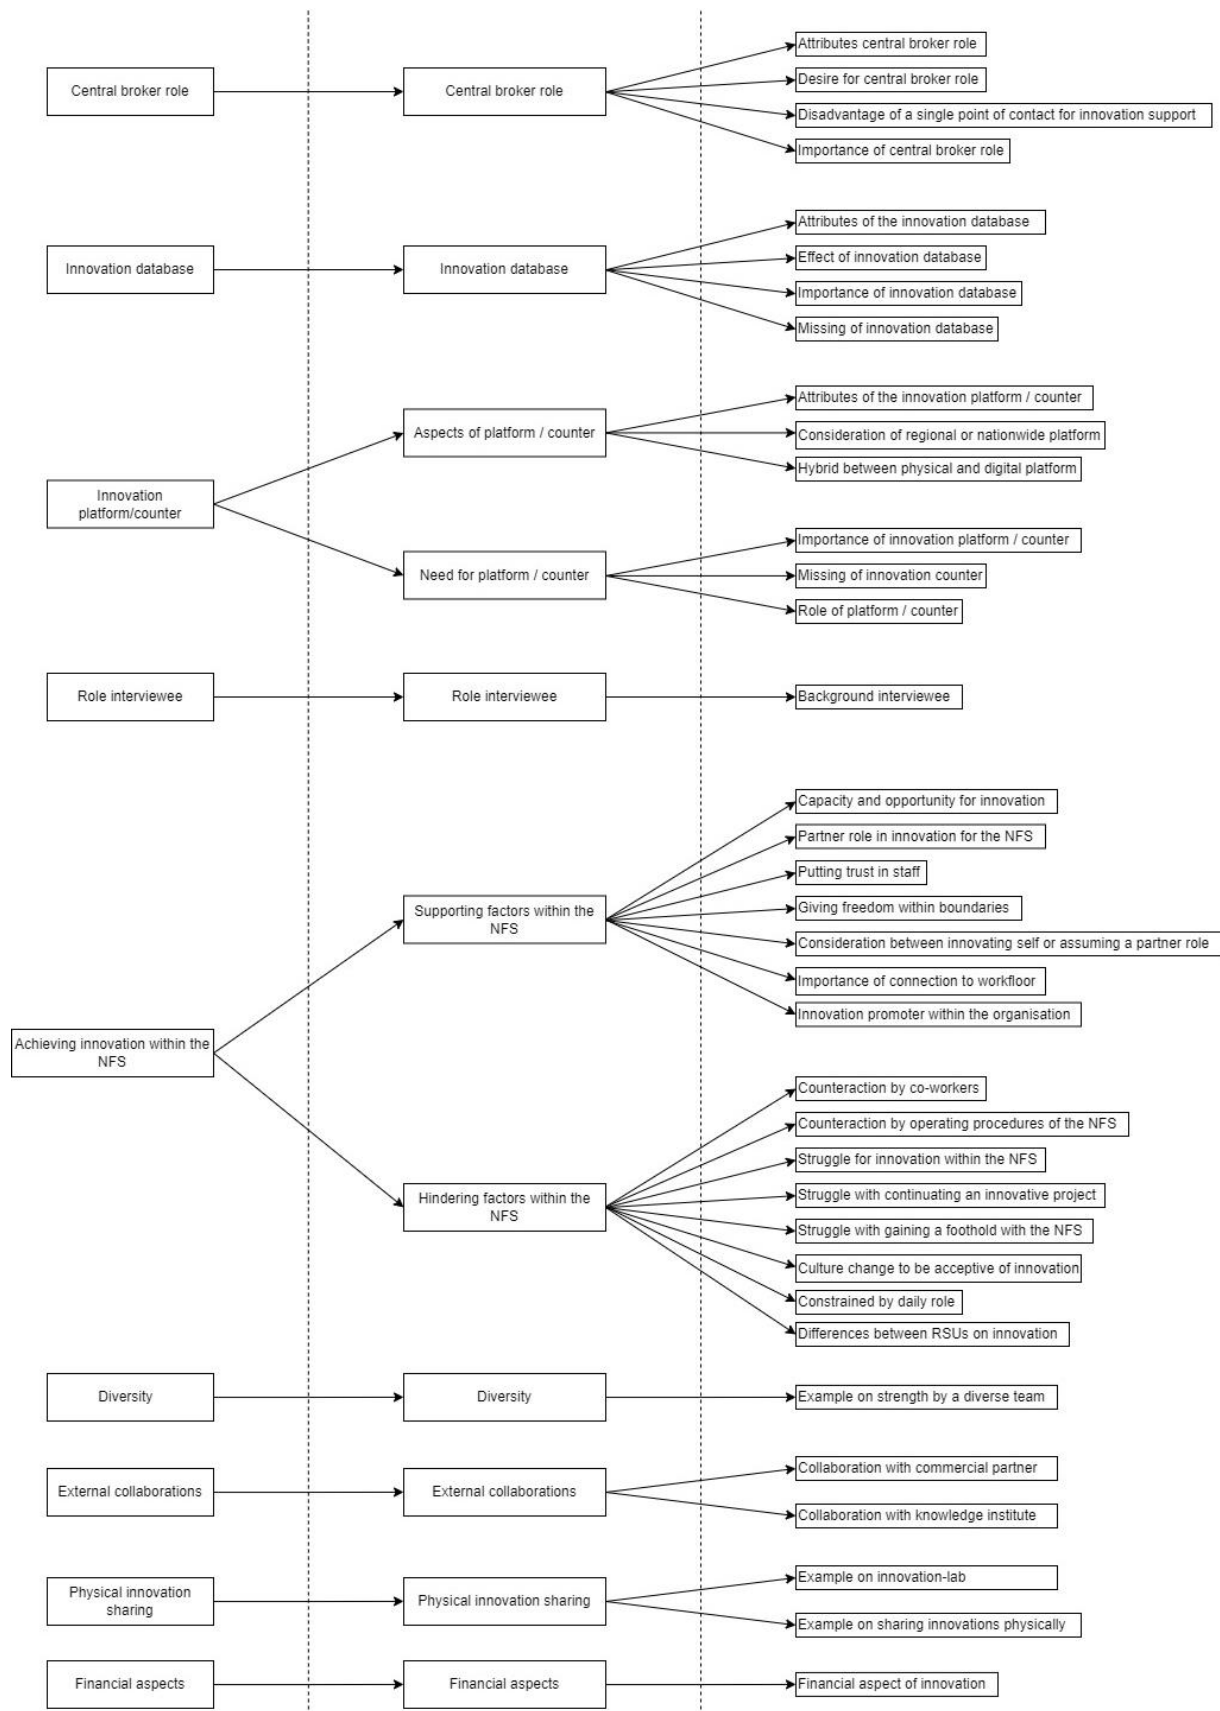 Attributes central broker role
Central broker role
Central broker role
Desire for central broker role
Disadvantage of a single point of contact for innovation support
Importance of central broker role
Attributes of the innovation database
Innovation database
Innovation database
Effect of innovation database
Importance of innovation database
Missing of innovation database
Innovation
platform/counter
Aspects of platform / counter
Attributes of the innovation platform / counter
Consideration of regional or nationwide platform
Hybrid between physical and digital platform
Need for platform / counter
Importance of innovation platform / counter
Missing of innovation counter
Role of platform / counter
Role interviewee
Role interviewee
Background interviewee
Achieving innovation within the
NFS
Supporting factors within the
NFS
Capacity and opportunity for innovation
Partner role in innovation for the NFS
Putting trust in staff
Giving freedom within boundaries
Consideration between innovating self or assuming a partner role
Importance of connection to workfloor
Innovation promoter within the organisation
Hindering factors within the
NFS
Counteraction by co-workers
Counteraction by operating procedures of the NFS
Struggle for innovation within the NFS
Struggle with continuating an innovative project
Struggle with gaining a foothold with the NFS
Culture change to be acceptive of innovation
Constrained by daily role
Differences between RSUs on innovation
Diversity
Diversity
Example on strength by a diverse team
External collaborations
External collaborations
Collaboration with commercial partner
Collaboration with knowledge institute
Physical innovation
sharing
Physical innovation sharing
Example on innovation-lab
Example on sharing innovations physically
Financial aspects
Financial aspects
Financial aspect of innovation